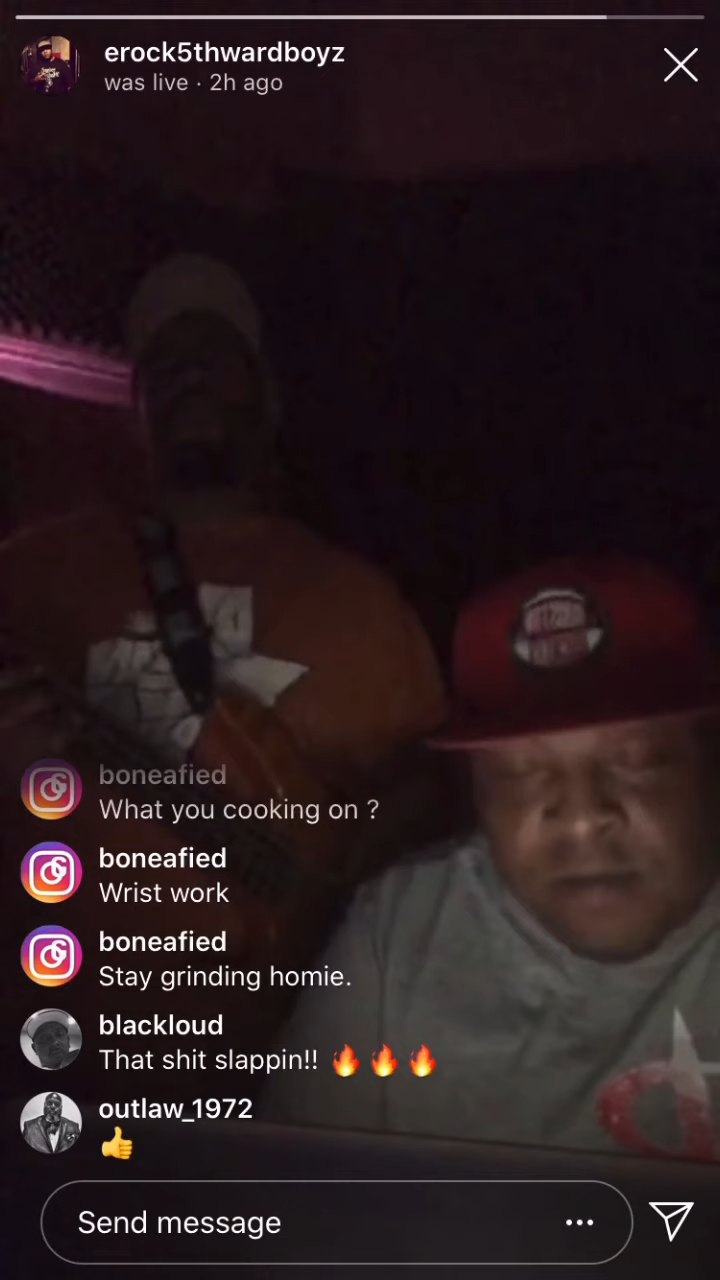 erock5thwardboyz
was live · 2h ago
boneafied
What you cooking on ?
boneafied
Wrist work
boneafied
Stay grinding homie.
blackloud
That shit slappin!! 🔥🔥🔥
outlaw_1972
👍
Send message